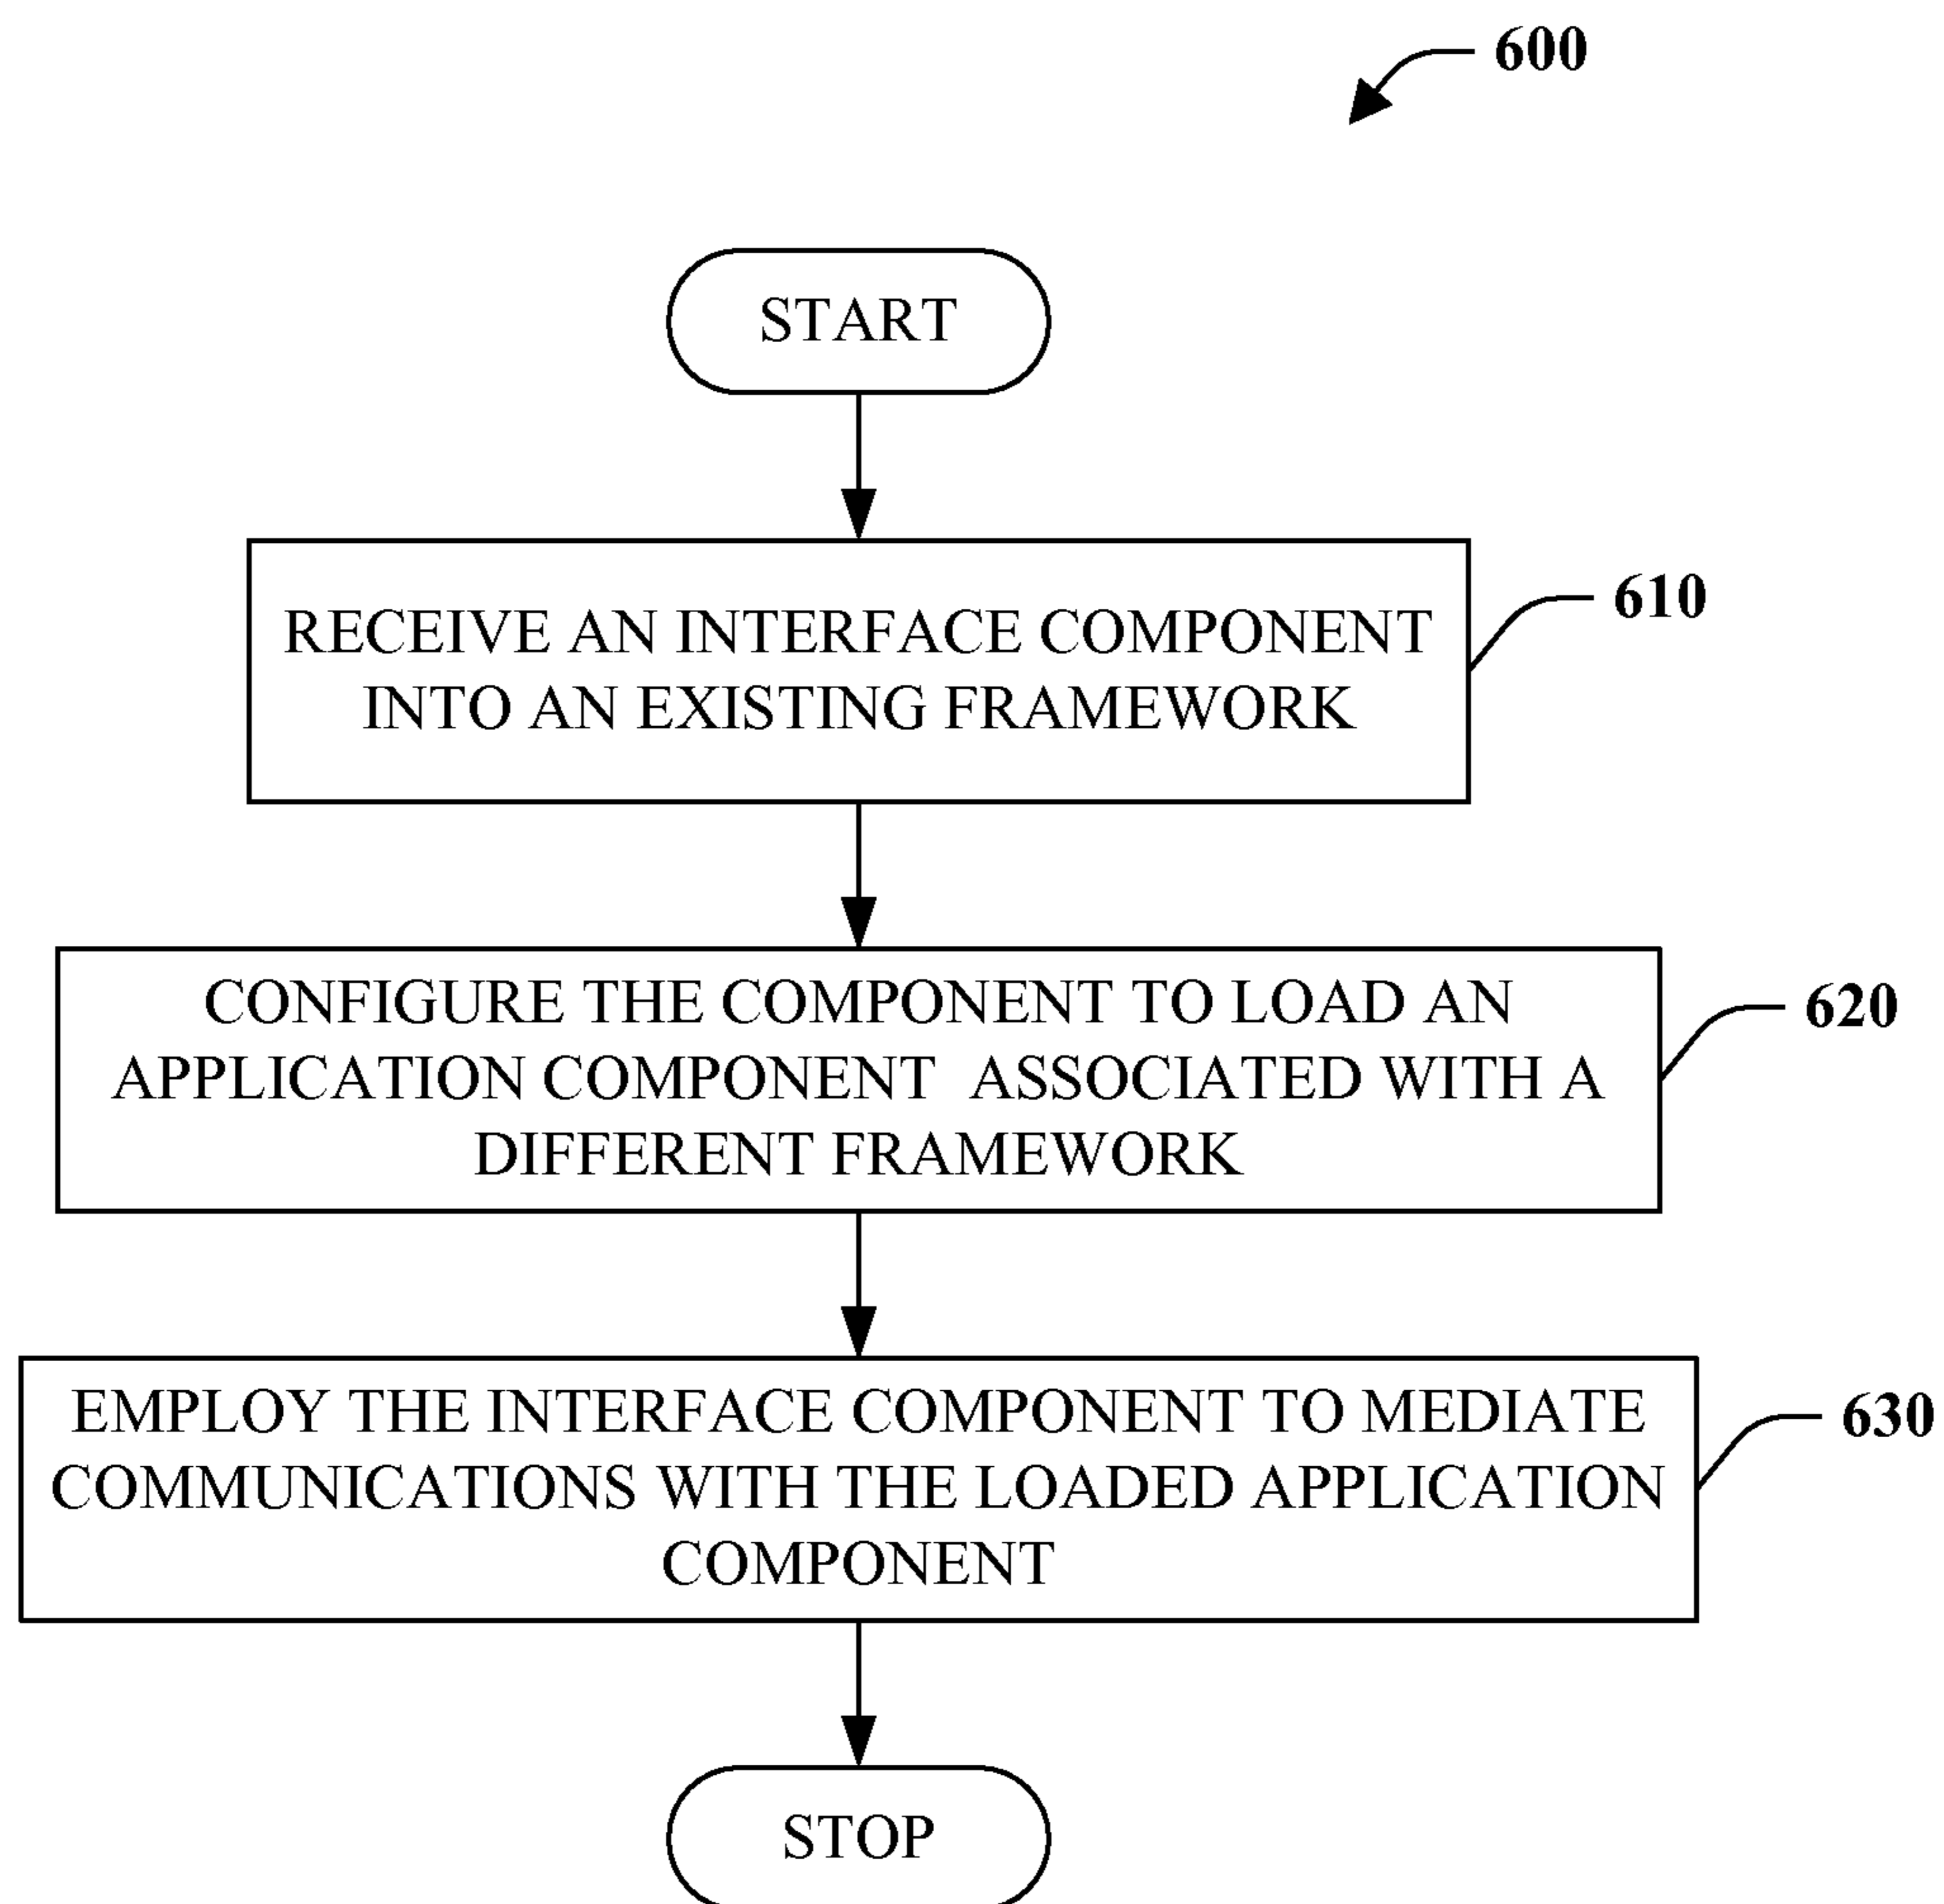 600
START
RECEIVE AN INTERFACE COMPONENT
INTO AN EXISTING FRAMEWORK
610
CONFIGURE THE COMPONENT TO LOAD AN
APPLICATION COMPONENT ASSOCIATED WITH A
DIFFERENT FRAMEWORK
620
EMPLOY THE INTERFACE COMPONENT TO MEDIATE
COMMUNICATIONS WITH THE LOADED APPLICATION
COMPONENT
630
STOP